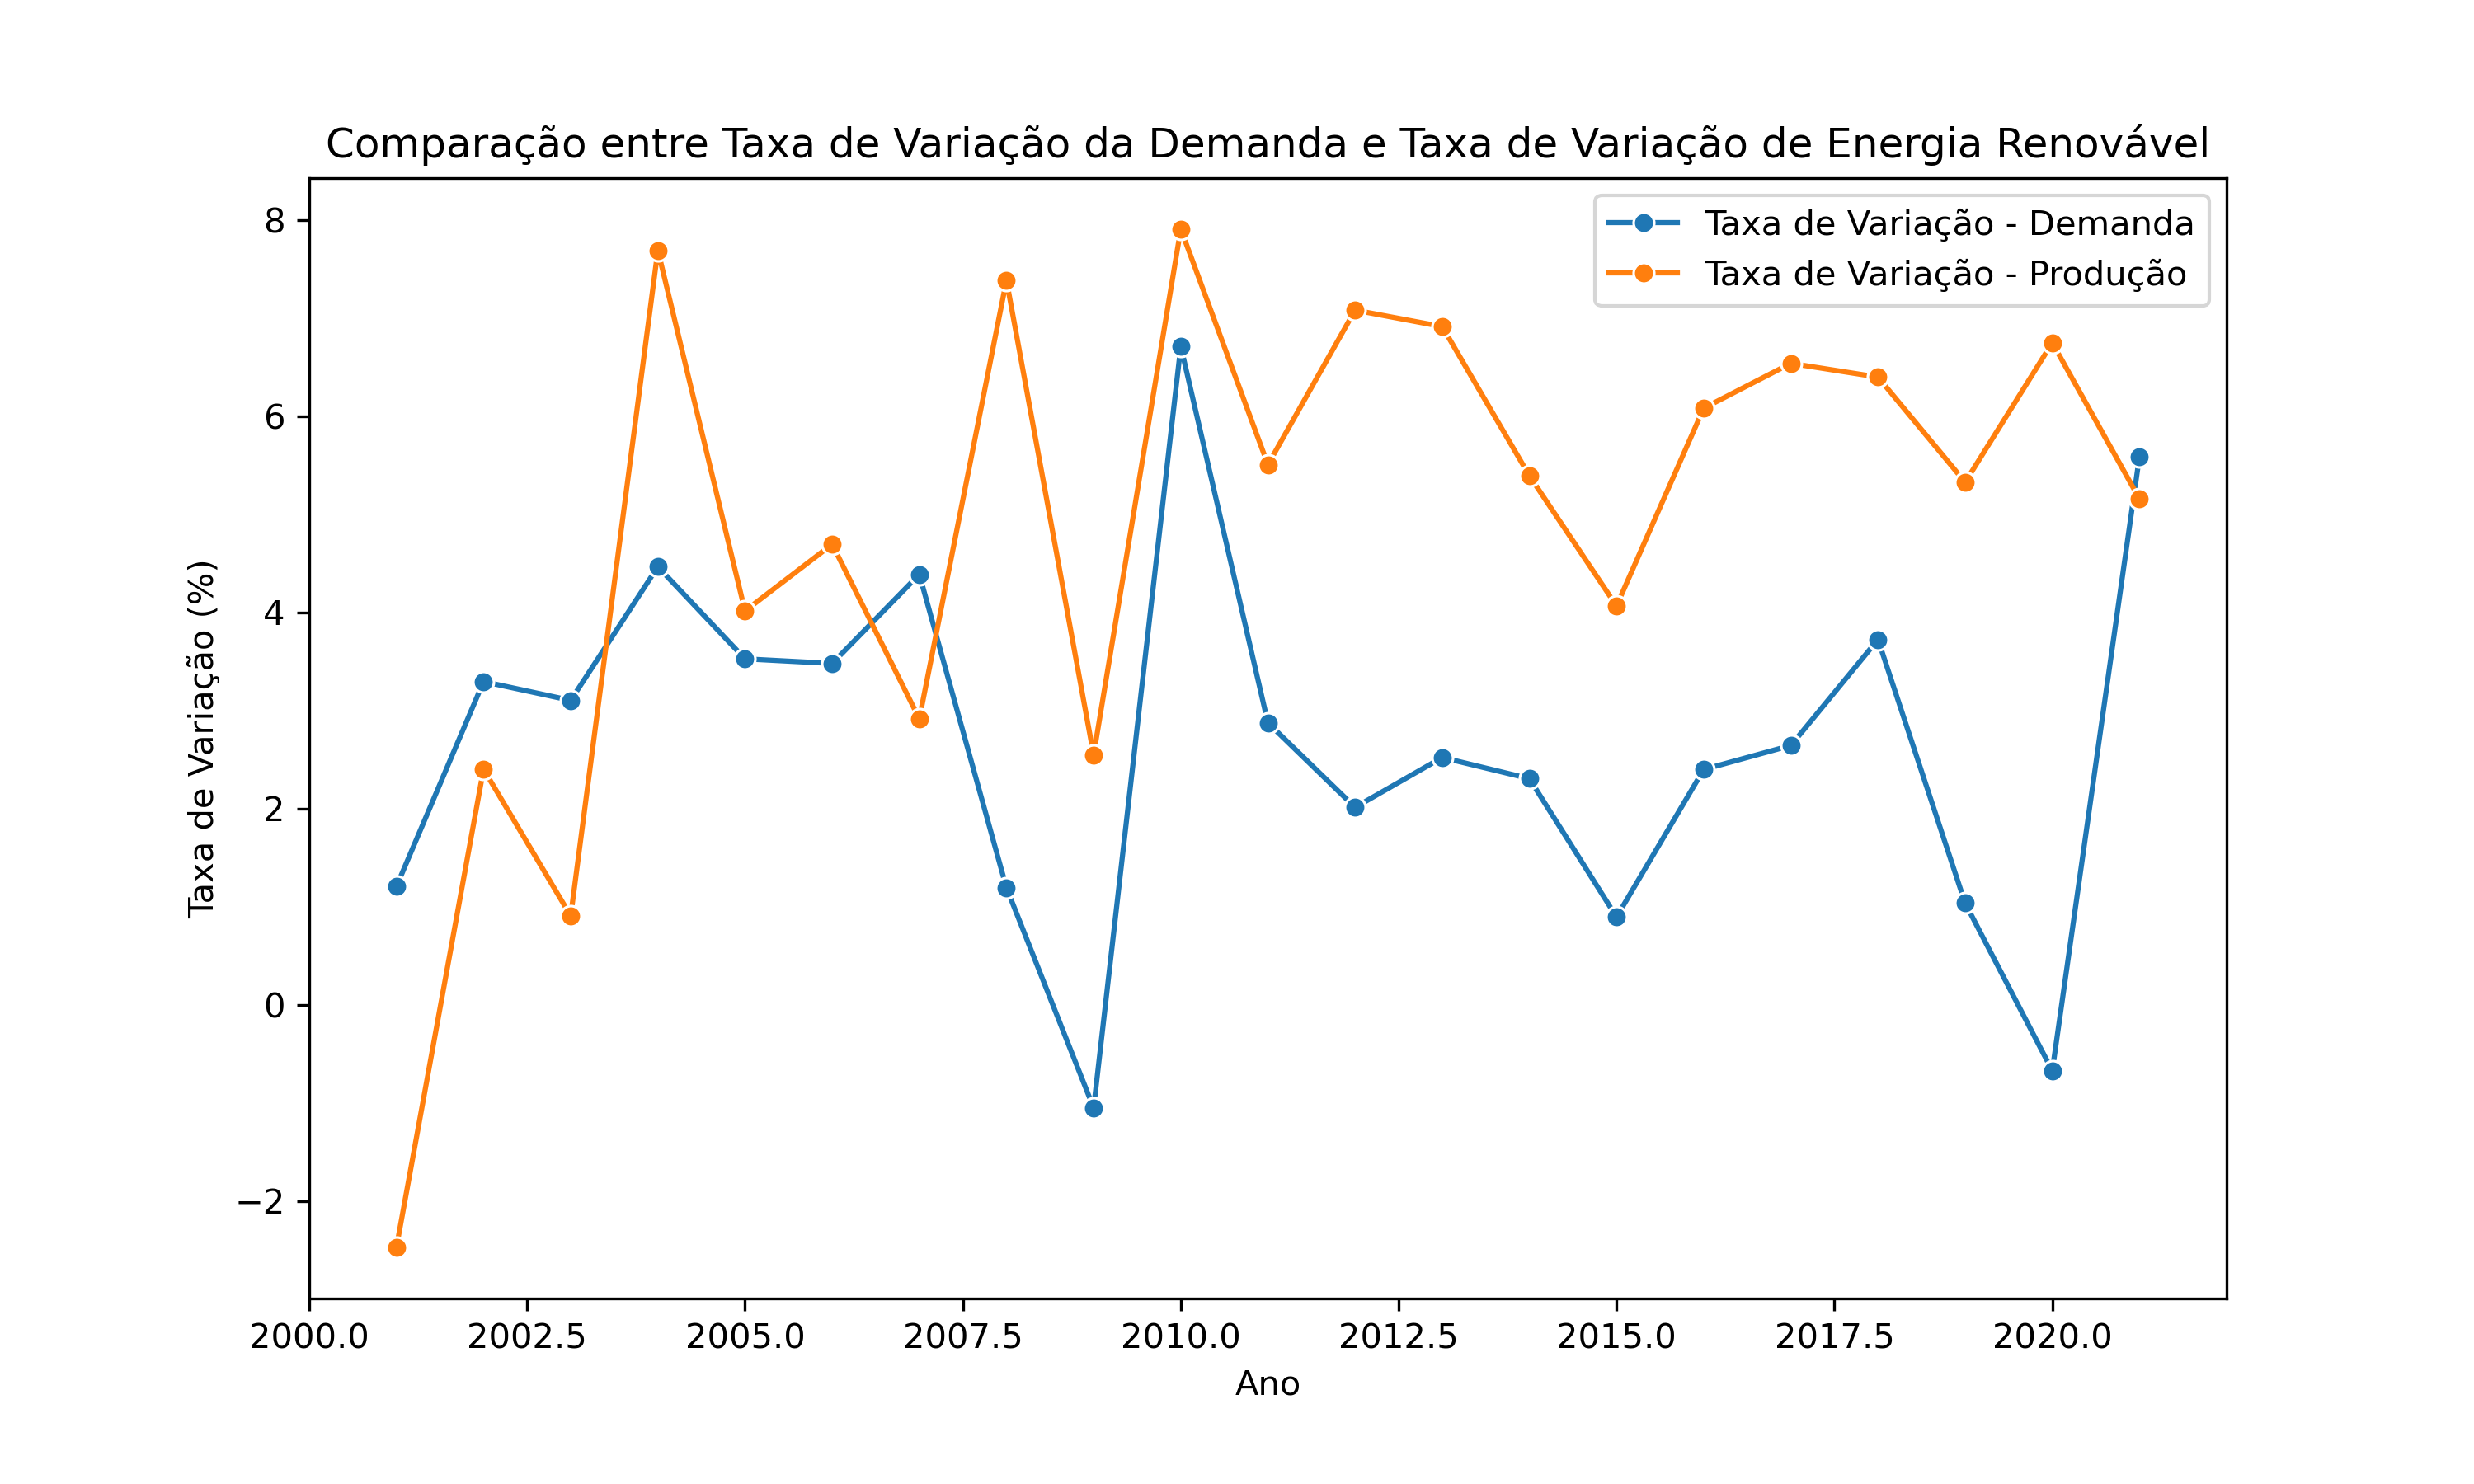 Comparação entre Taxa de Variação da Demanda e Taxa de Variação de Energia Renovável
Taxa de Variação - Demanda
Taxa de Variação - Produção
Taxa de Variação (%)
8
6
4
2
0
−2
2000.0 2002.5 2005.0 2007.5 2010.0 2012.5 2015.0 2017.5 2020.0
Ano